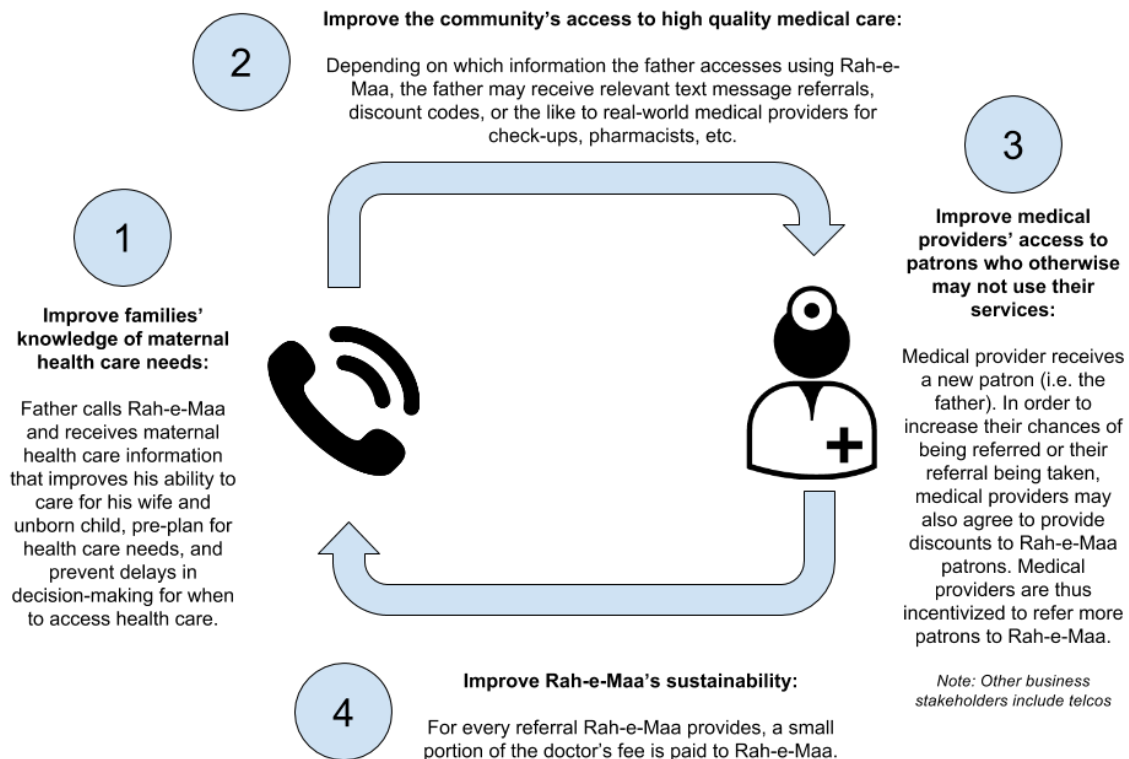 1
Improve families’
knowledge of maternal
health care needs:
Father calls Rah-e-Maa
and receives maternal
health care information
that improves his ability to
care for his wife and
unborn child, pre-plan for
health care needs, and
prevent delays in
decision-making for when
to access health care.
2
Improve the community’s access to high quality medical care:
Depending on which information the father accesses using Rah-e-
Maa, the father may receive relevant text message referrals,
discount codes, or the like to real-world medical providers for
check-ups, pharmacists, etc.
3
Improve medical
providers’ access to
patrons who otherwise
may not use their
services:
Medical provider receives
a new patron (i.e. the
father). In order to
increase their chances of
being referred or their
referral being taken,
medical providers may
also agree to provide
discounts to Rah-e-Maa
patrons. Medical
providers are thus
incentivized to refer more
patrons to Rah-e-Maa.
Note: Other business
stakeholders include telcos
4
Improve Rah-e-Maa’s sustainability:
For every referral Rah-e-Maa provides, a small
portion of the doctor’s fee is paid to Rah-e-Maa.